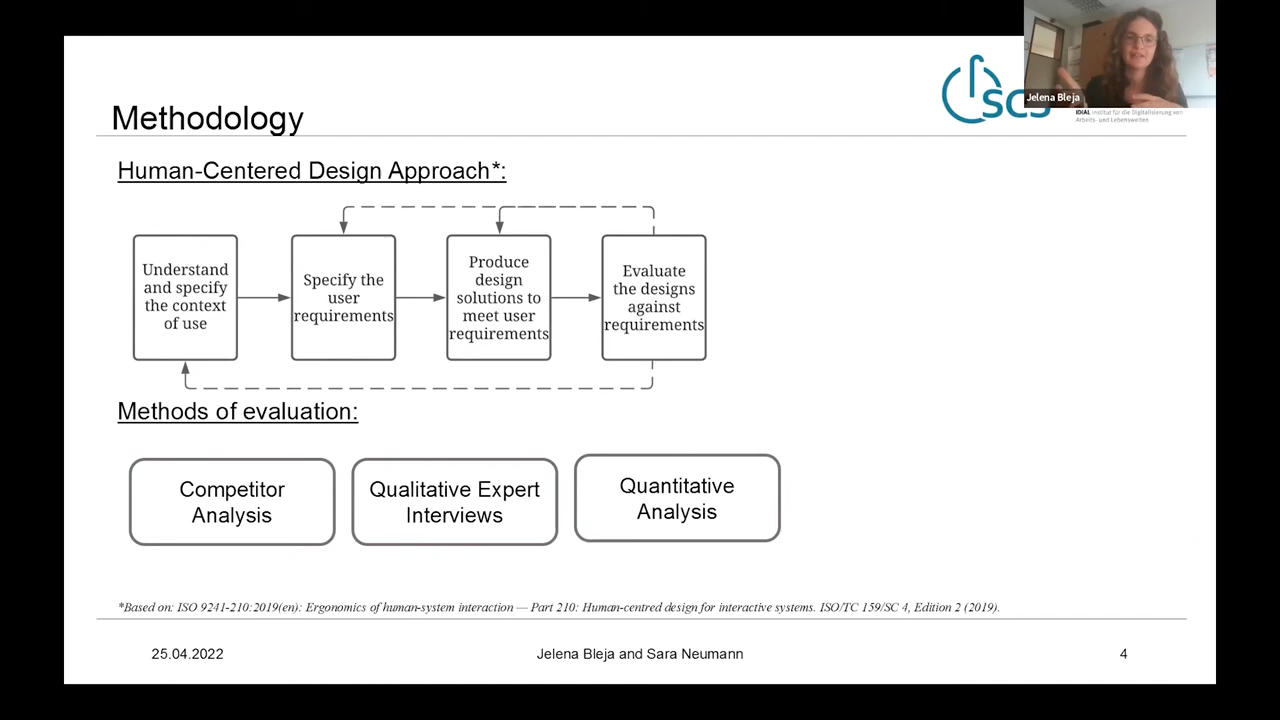 Methodology
SCS
Jelena Bleja
IDiAL Institut für die Digitalisierung von
Arbeits- und Lebenswelten
Human-Centered Design Approach*:
Understand
and specify
the context
of use
Specify the
user
requirements
Produce
design
solutions to
meet user
requirements
Evaluate
the designs
against
requirements
Methods of evaluation:
Competitor
Analysis
Qualitative Expert
Interviews
Quantitative
Analysis
*Based on: ISO 9241-210:2019(en): Ergonomics of human-system interaction — Part 210: Human-centred design for interactive systems. ISO/TC 159/SC 4, Edition 2 (2019).
25.04.2022
Jelena Bleja and Sara Neumann
4